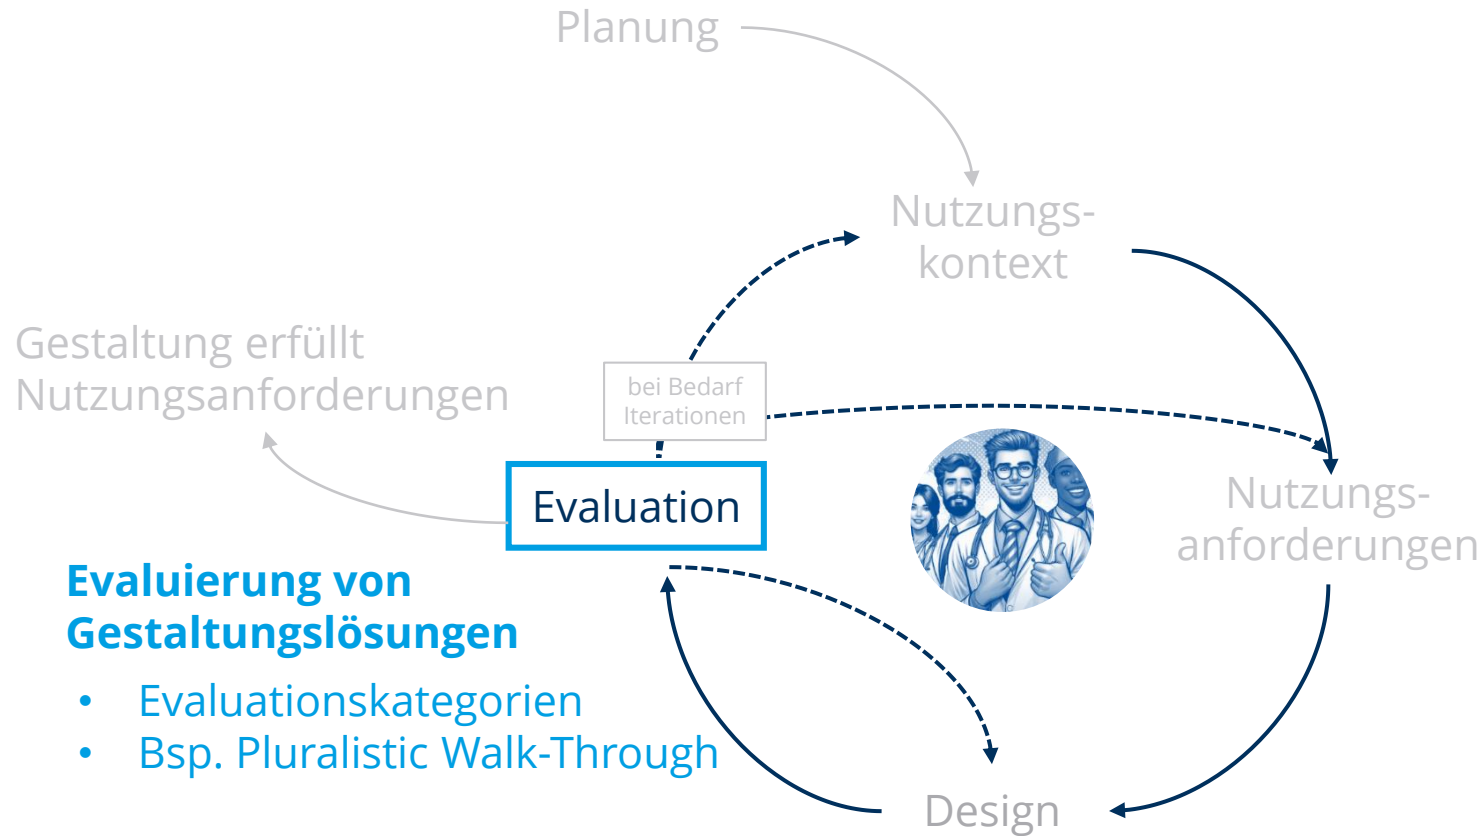 Planung
Nutzungs-
kontext
Gestaltung erfüllt
Nutzungsanforderungen
bei Bedarf
Iterationen
Evaluation
Nutzungs-
anforderungen
Evaluierung von
Gestaltungslösungen
• Evaluationskategorien
• Bsp. Pluralistic Walk-Through
Design